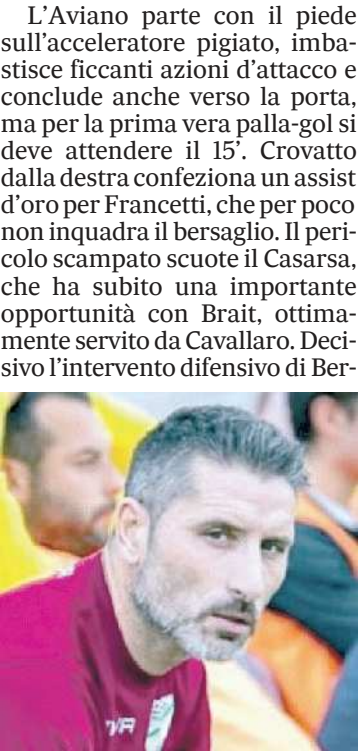 L'Aviano parte con il piede
sull'acceleratore pigiato, imba-
stisce ficcanti azioni d'attacco e
conclude anche verso la porta,
ma per la prima vera palla-gol si
deve attendere il 15'. Crovatto
dalla destra confeziona un assist
d'oro per Francetti, che per poco
non inquadra il bersaglio. Il peri-
colo scampato scuote il Casarsa,
che ha subito una importante
opportunità con Brait, ottima-
mente servito da Cavallaro. Deci-
sivo l'intervento difensivo di Ber-